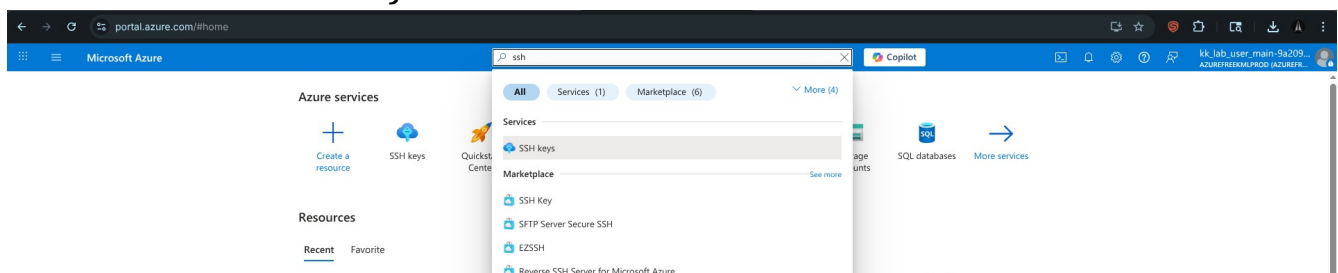 portal.azure.com/#home
Microsoft Azure
ssh
Copilot
kk_lab_user_main-9a209...
AZUREFREEKMLPROD (AZUREFR...
Azure services
Create a resource
SSH keys
Quickst
Cente
age
unts
SQL
SQL databases
More services
All
Services (1)
Marketplace (6)
More (4)
Services
SSH keys
Marketplace
See more
SSH Key
SFTP Server Secure SSH
EZSSH
Reverse SSH Server for Microsoft Azure
Resources
Recent
Favorite